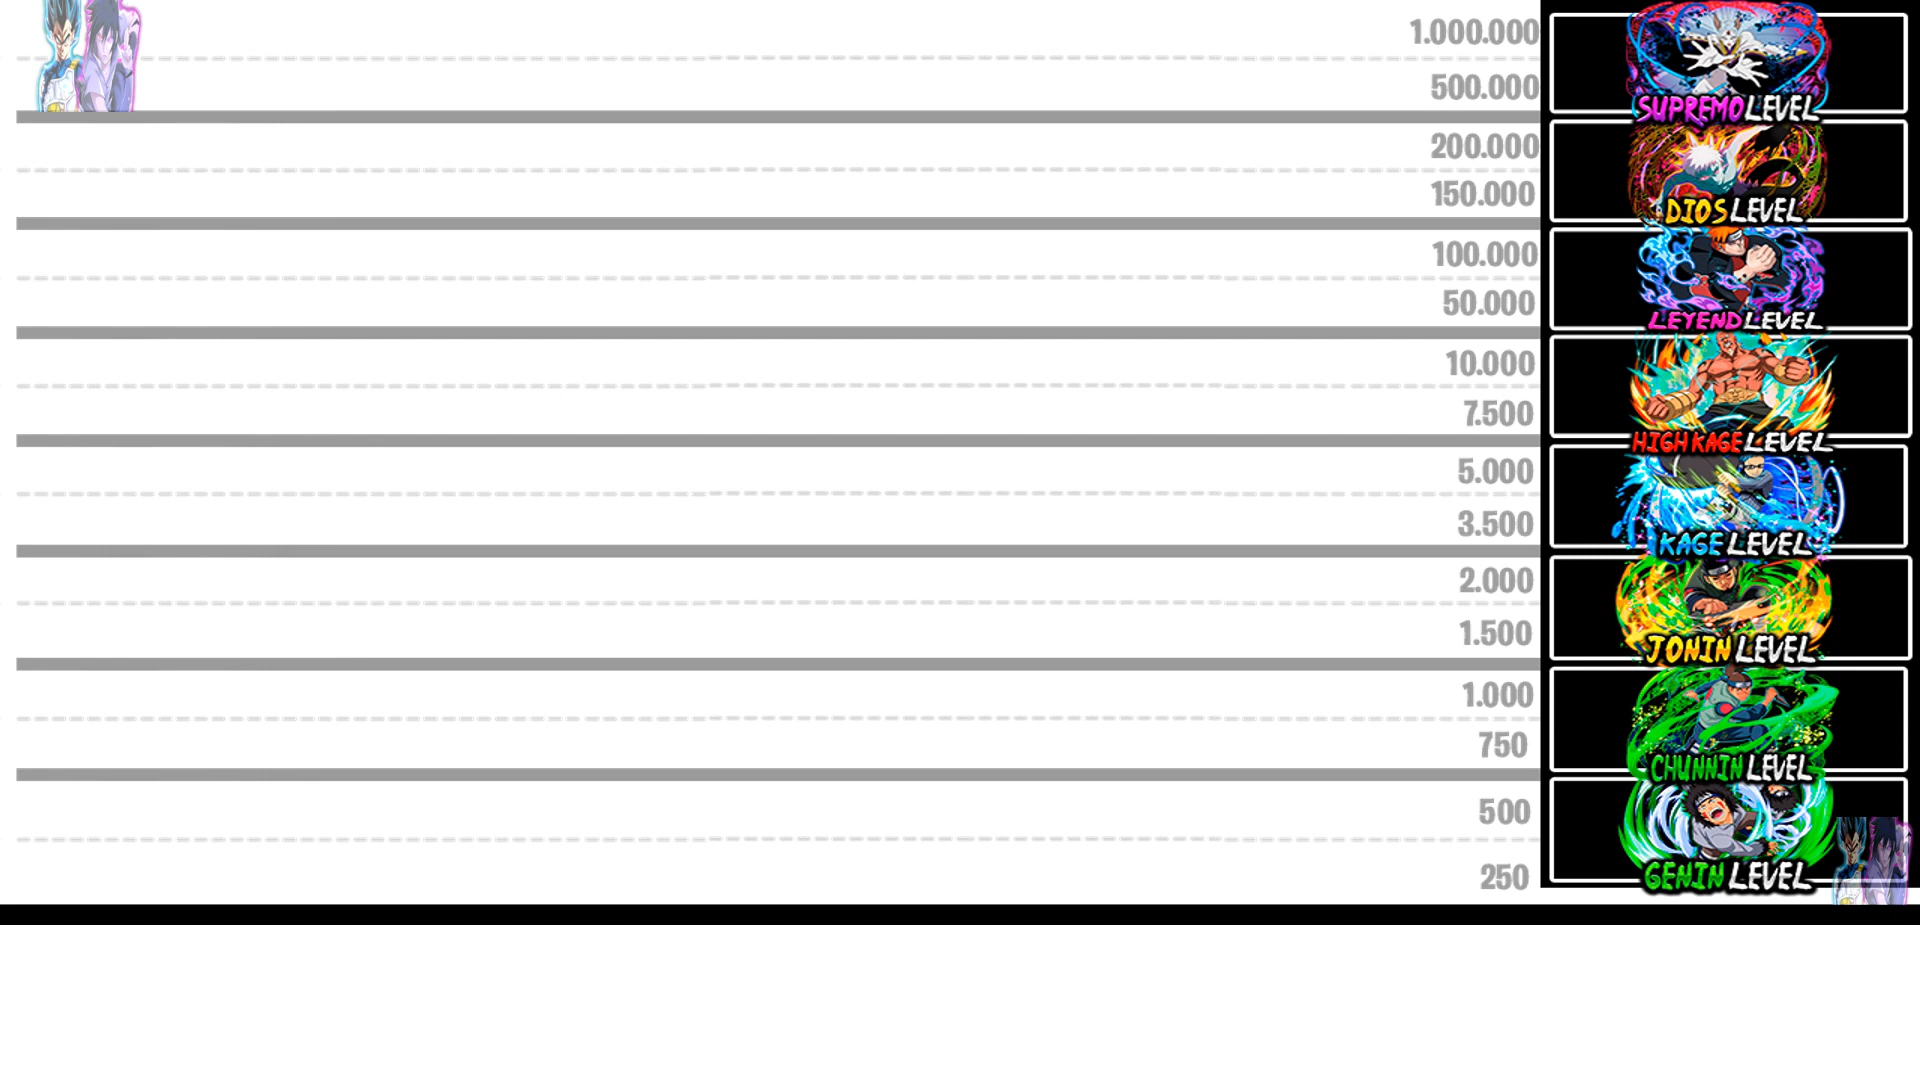 1.000.000
500.000
SUPREMO LEVEL
200.000
150.000
DIOS LEVEL
100.000
50.000
LEYEND LEVEL
10.000
7.500
HIGH KAGE LEVEL
5.000
3.500
KAGE LEVEL
2.000
1.500
JONIN LEVEL
1.000
750
CHUNNIN LEVEL
500
250
GENIN LEVEL